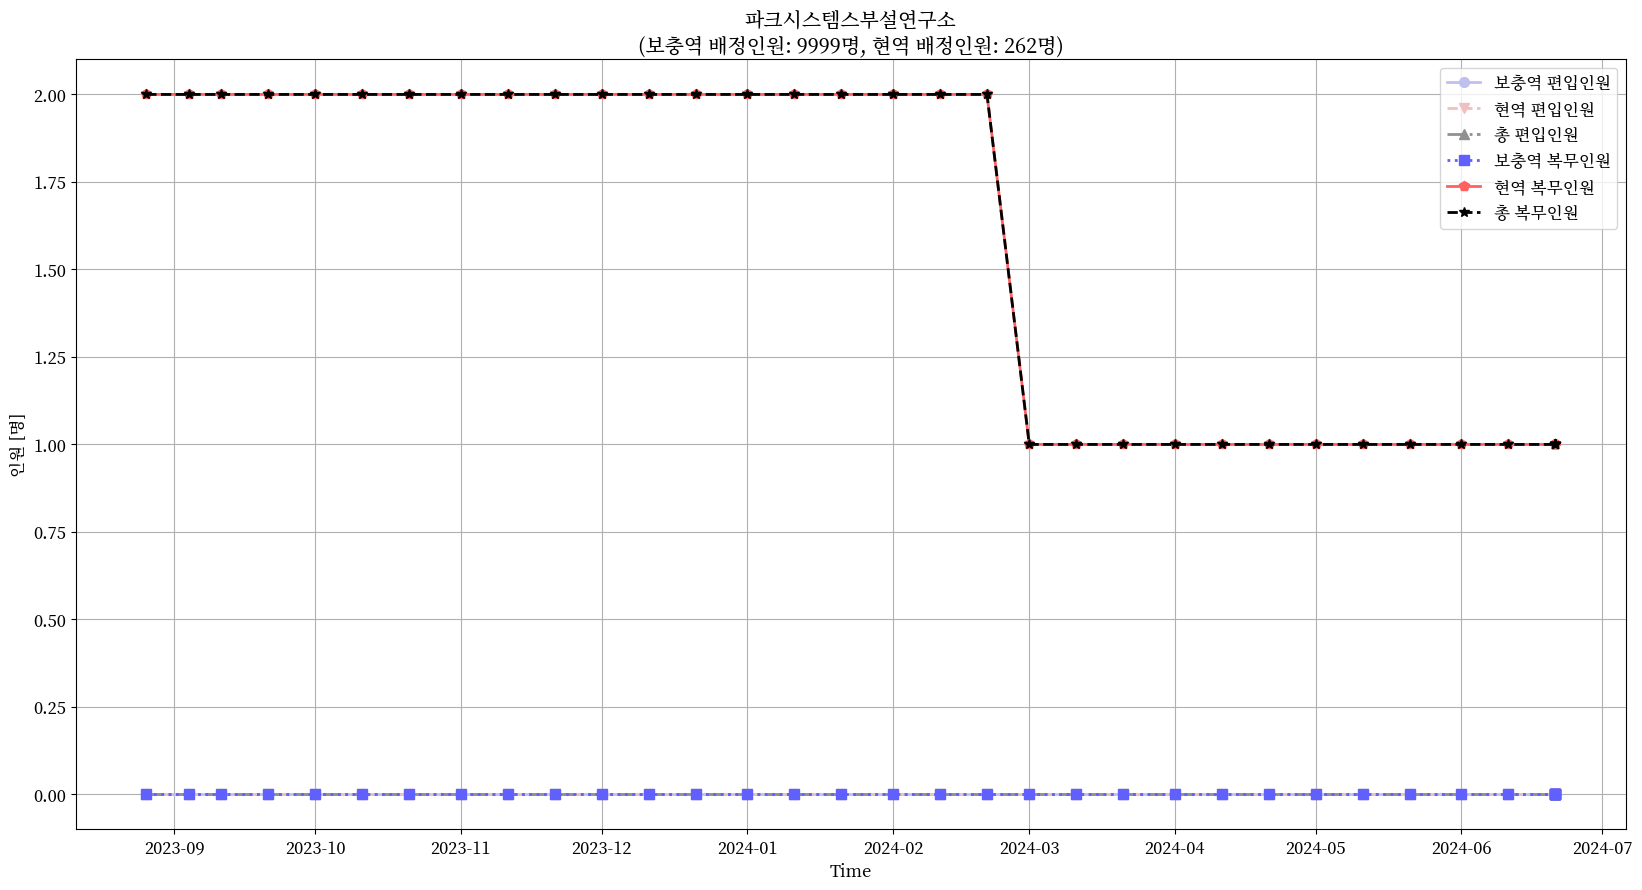 파크시스템스부설연구소
(보충역 배정인원: 9999명, 현역 배정인원: 262명)
보충역 편입인원
현역 편입인원
총 편입인원
보충역 복무인원
현역 복무인원
총 복무인원
인원 [명]
2.00
1.75
1.50
1.25
1.00
0.75
0.50
0.25
0.00
2023-09
2023-10
2023-11
2023-12
2024-01
2024-02
2024-03
2024-04
2024-05
2024-06
2024-07
Time